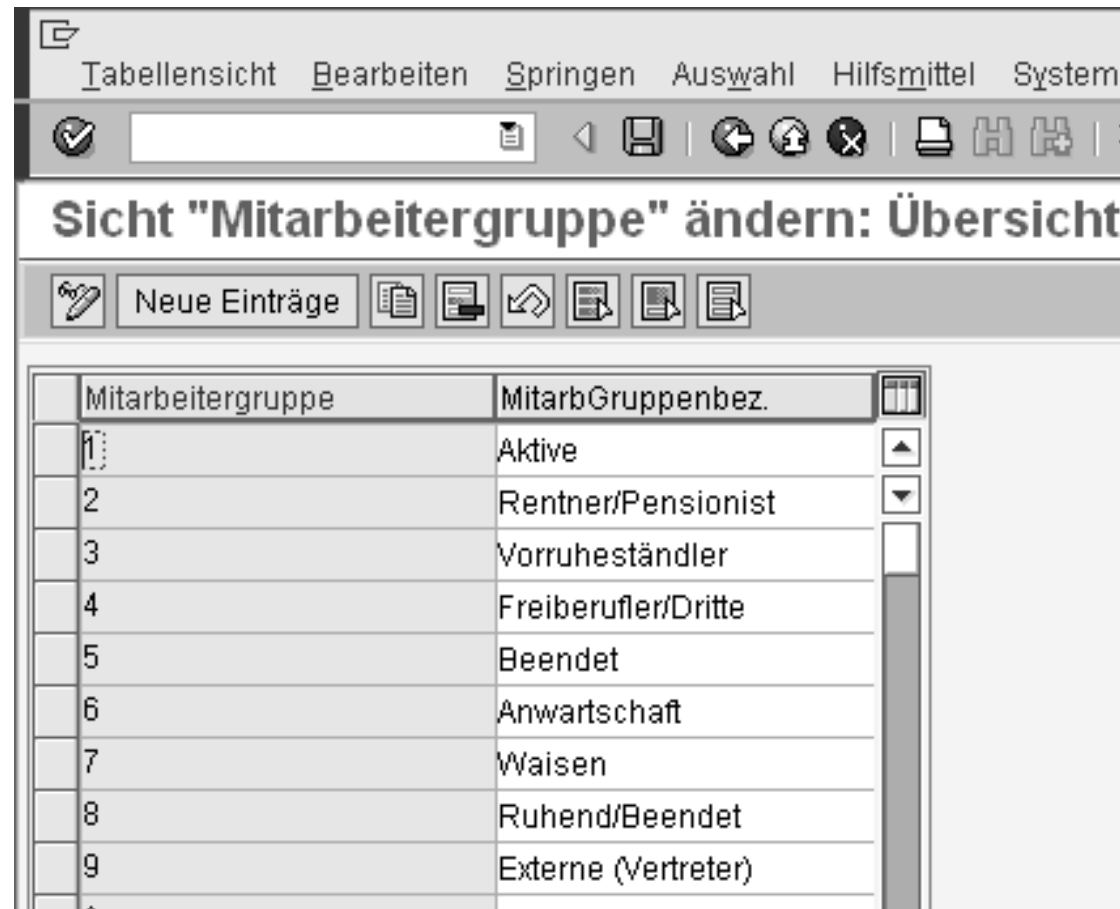 Tabellensicht Bearbeiten Springen Auswahl Hilfsmittel System
Sicht "Mitarbeitergruppe" ändern: Übersicht
Neue Einträge
Mitarbeitergruppe MitarbGruppenbez.
1 Aktive
2 Rentner/Pensionist
3 Vorruheständler
4 Freiberufler/Dritte
5 Beendet
6 Anwartschaft
7 Waisen
8 Ruhend/Beendet
9 Externe (Vertreter)